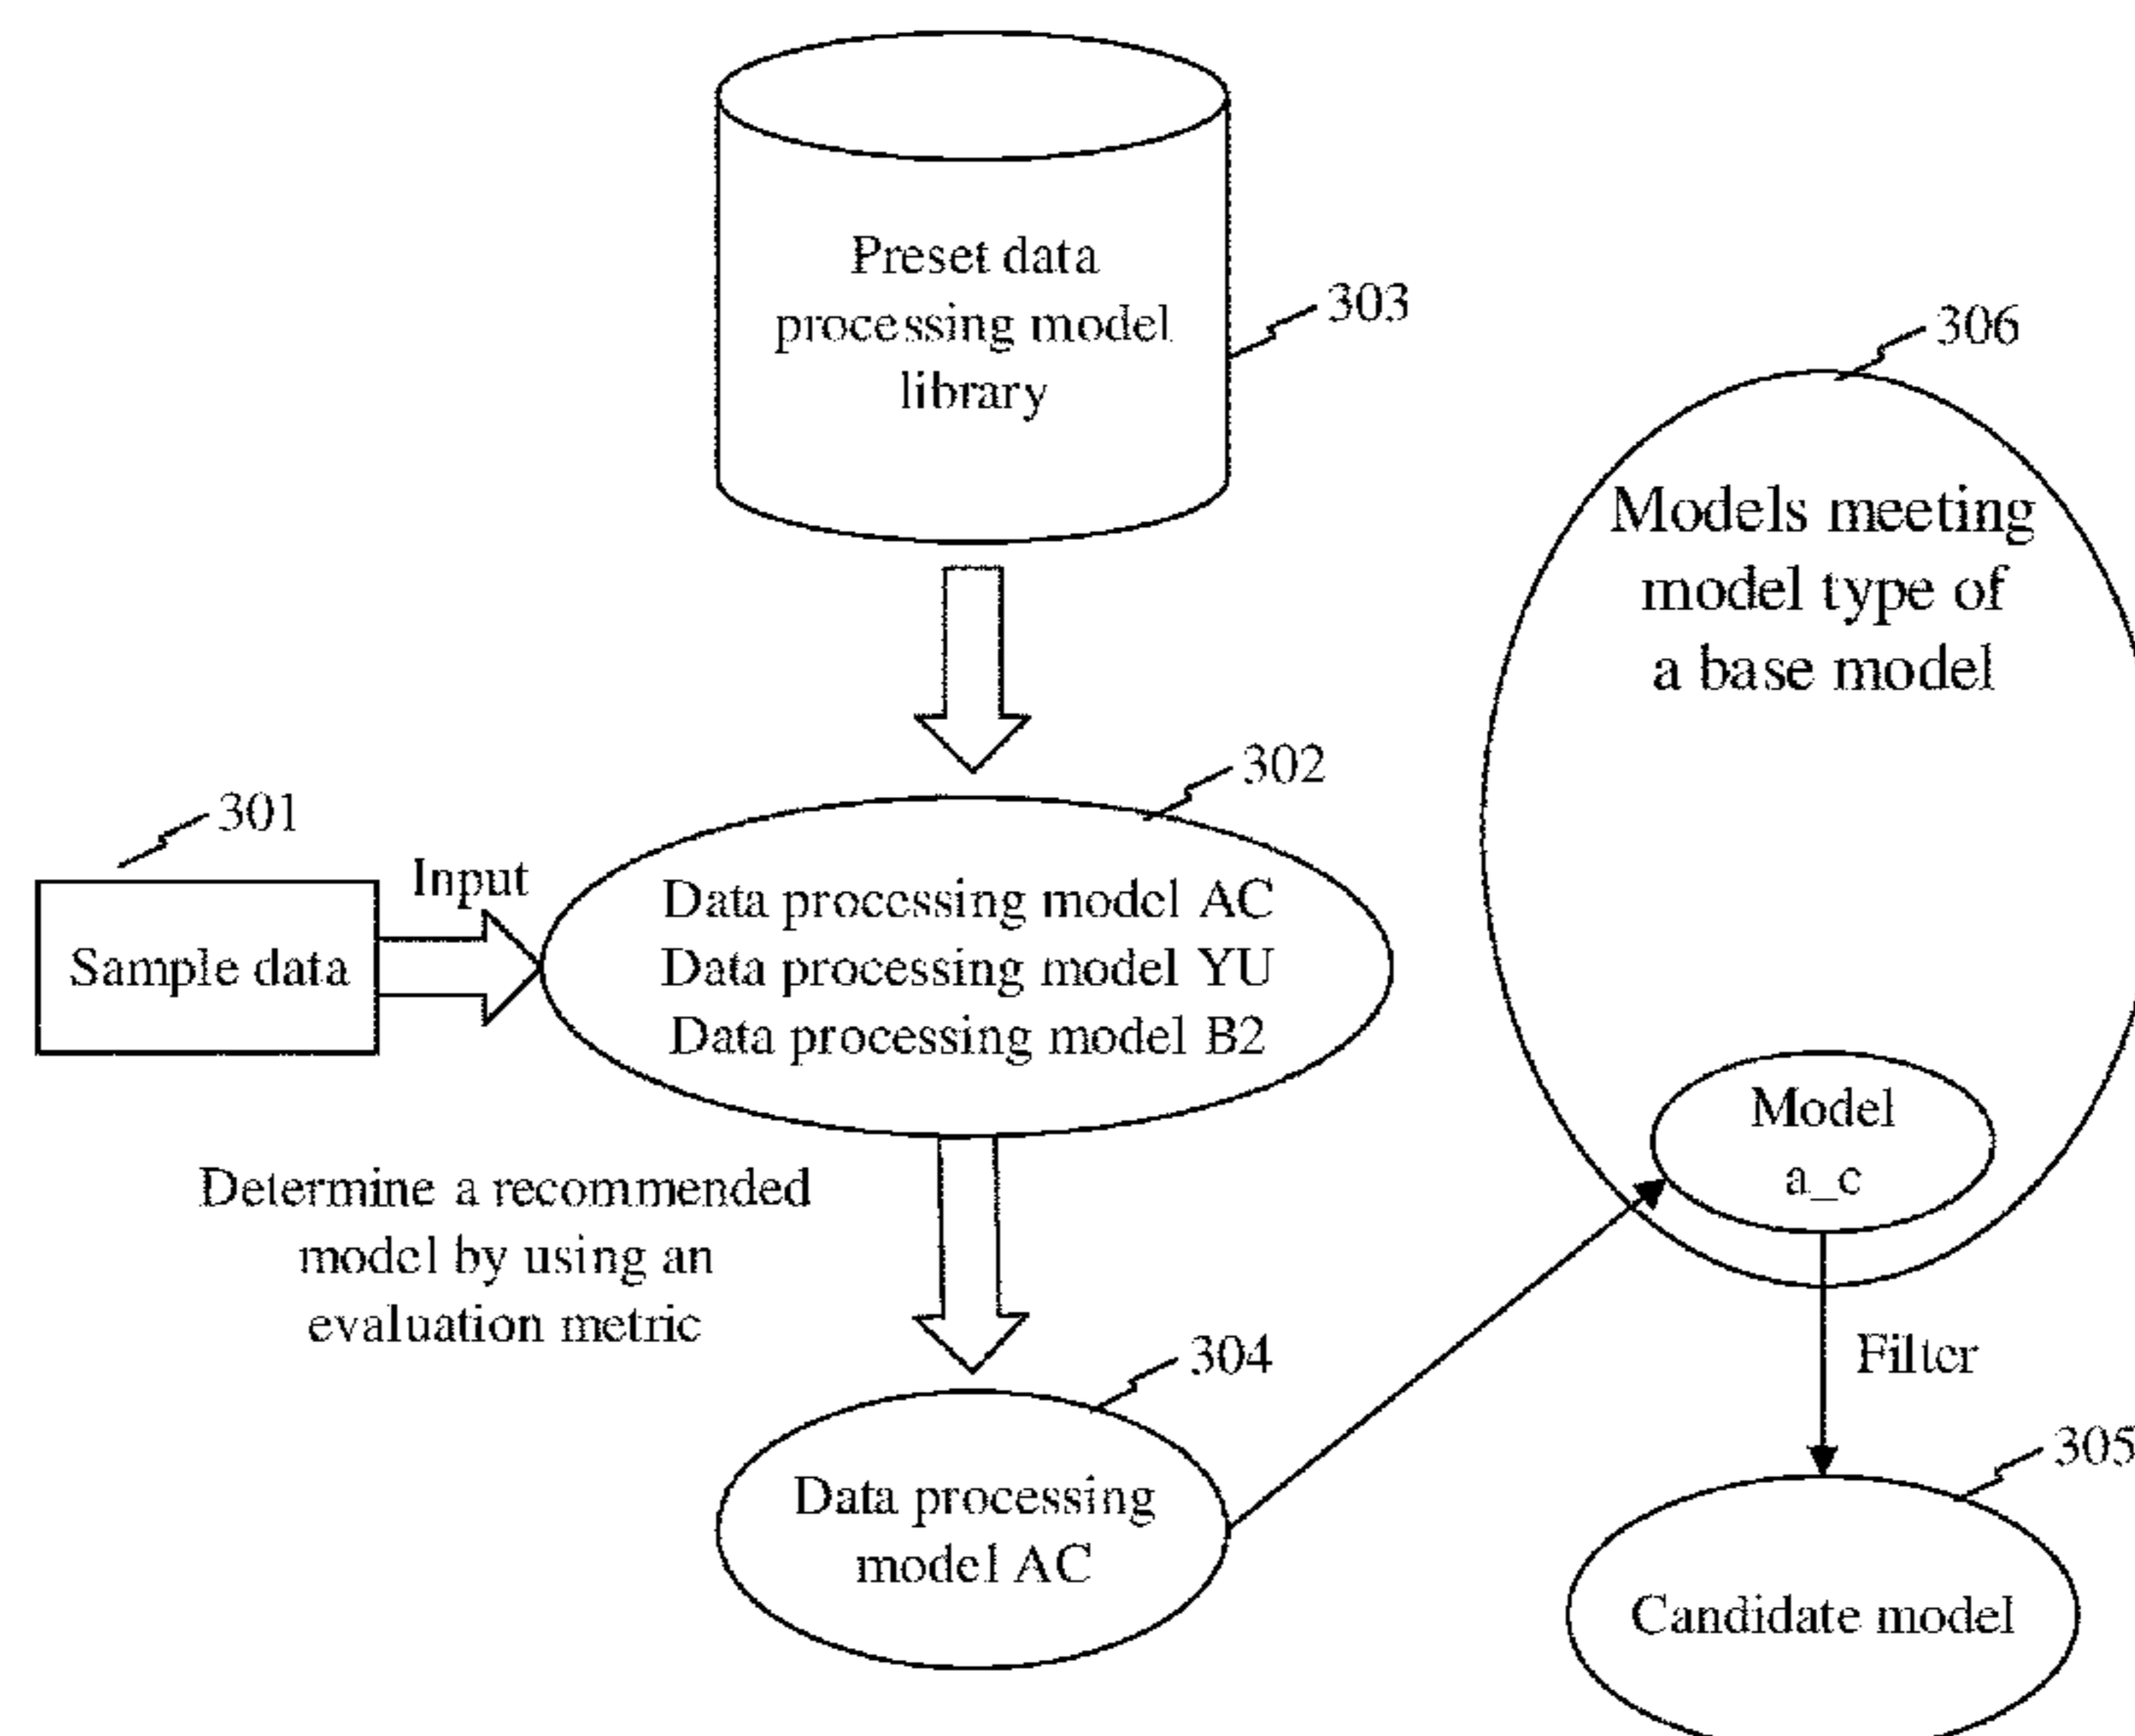 Preset data
processing model
library
303
306
Models meeting
model type of
a base model
302
301
Input
Sample data
Data processing model AC
Data processing model YU
Data processing model B2
Model
a_c
Determine a recommended
model by using an
evaluation metric
304
Filter
305
Data processing
model AC
Candidate model